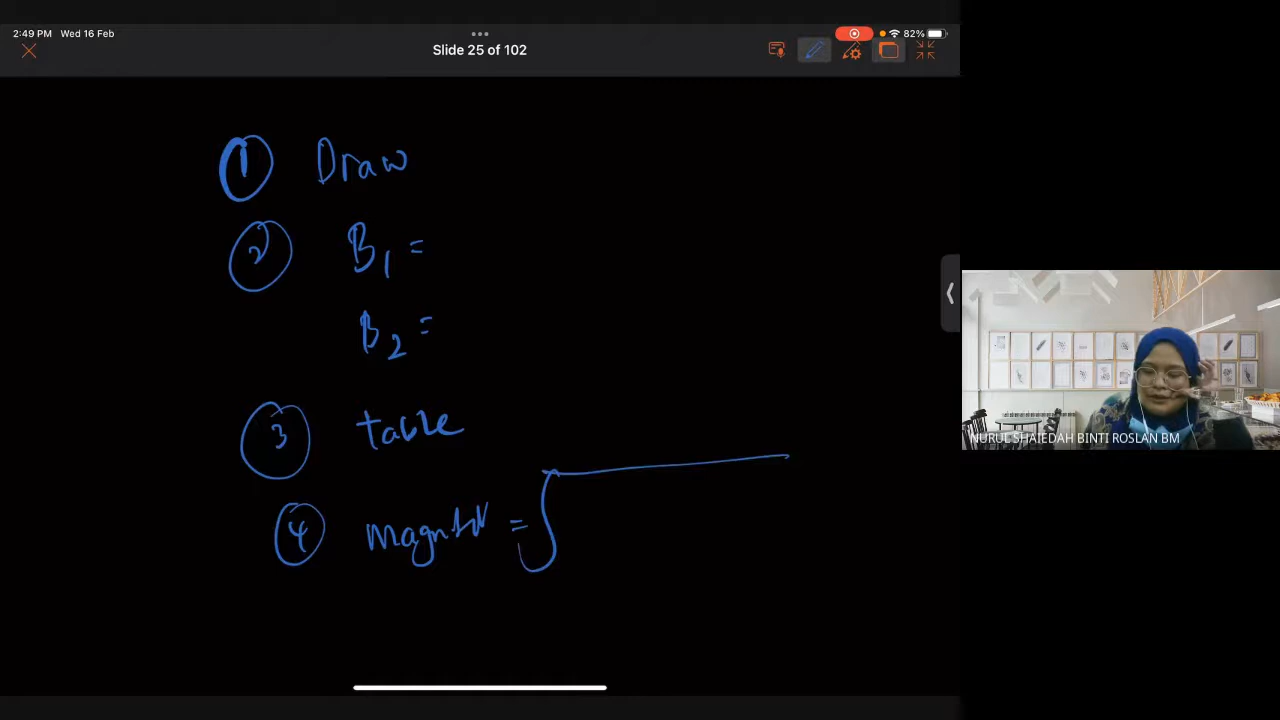 2:49 PM Wed 16 Feb
82%
Slide 25 of 102
1 Draw
2 B1 =
B2 =
3 table
NURUL SHAIEDAH BINTI ROSLAN BM
4 =√